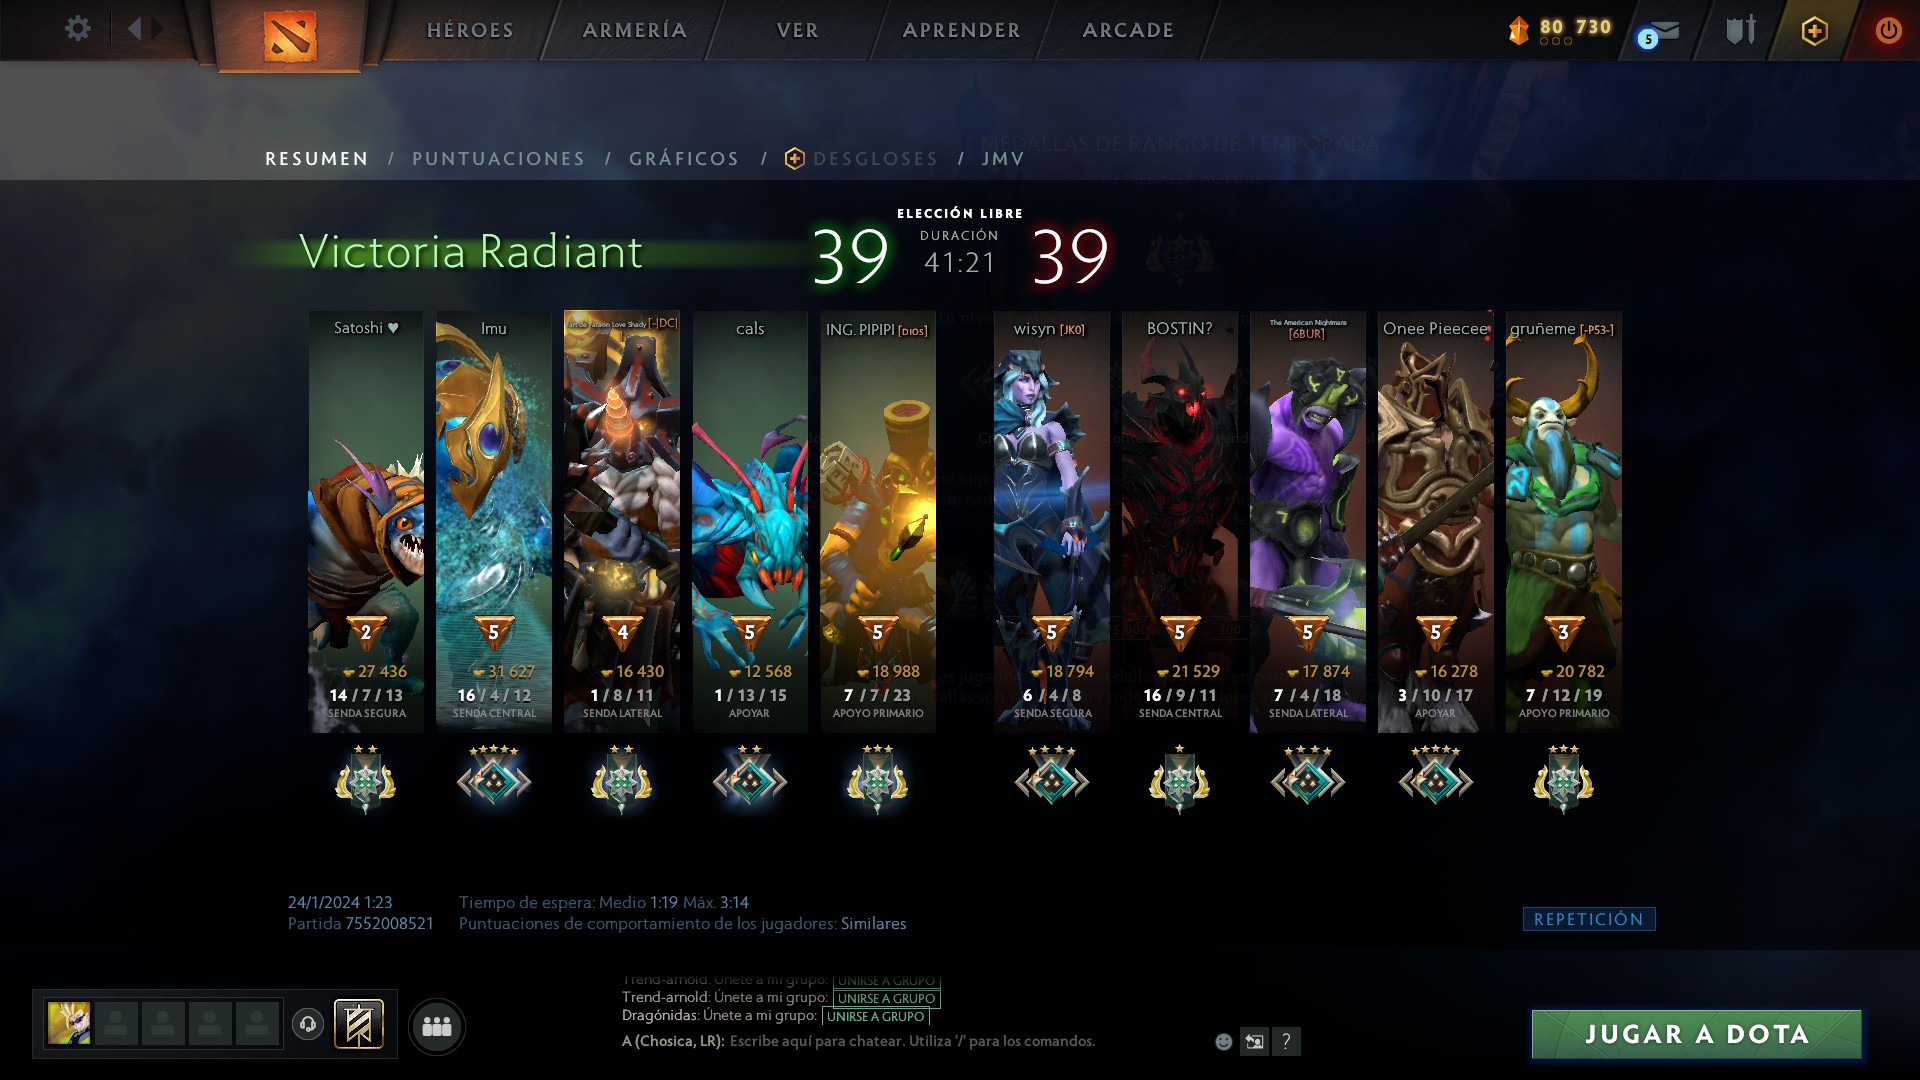 HÉROES ARMERÍA VER APRENDER ARCADE 80 730 5
RESUMEN / PUNTUACIONES / GRÁFICOS / DESGLOSES / JMV
MEDALLAS DE RANGO DE TEMPORADA
TU MEDALLA ACTUAL
Victoria Radiant
39
ELECCIÓN LIBRE
DURACIÓN
41:21
39
Satoshi ♥ Imu Love Shady [-|DC] cals ING. PIPIPI [DIOS] wisyn [JK0] BOSTIN? The American Nightmare [6BUR] Onee Pieecee gruñeme [-P53-]
2 5 4 5 5 5 5 5 5 3
27 436 31 627 16 430 12 568 18 988 18 794 21 529 17 874 16 278 20 782
14 / 7 / 13 16 / 4 / 12 1 / 8 / 11 1 / 13 / 15 7 / 7 / 23 6 / 4 / 8 16 / 9 / 11 7 / 4 / 18 3 / 10 / 17 7 / 12 / 19
SENDA SEGURA SENDA CENTRAL SENDA LATERAL APOYAR APOYO PRIMARIO SENDA SEGURA SENDA CENTRAL SENDA LATERAL APOYAR APOYO PRIMARIO
24/1/2024 1:23 Tiempo de espera: Medio 1:19 Máx. 3:14
Partida 7552008521 Puntuaciones de comportamiento de los jugadores: Similares
REPETICIÓN
Trend-arnold: Únete a mi grupo: UNIRSE A GRUPO
Trend-arnold: Únete a mi grupo: UNIRSE A GRUPO
Dragónidas: Únete a mi grupo: UNIRSE A GRUPO
A (Chosica, LR): Escribe aquí para chatear. Utiliza '/' para los comandos.
?
JUGAR A DOTA